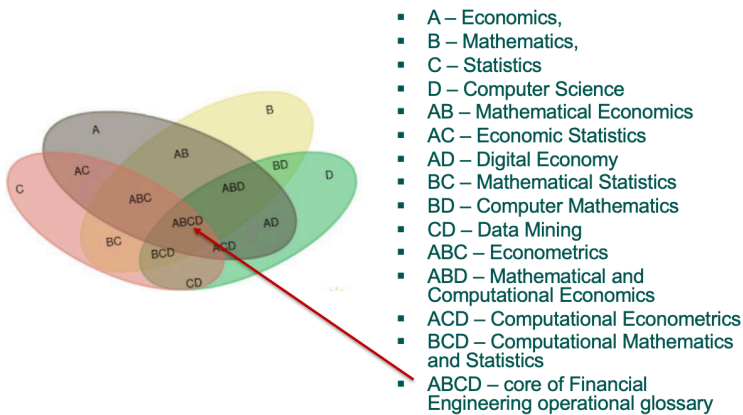 A
B
AB
BD
D
AC
C
ABD
ABC
ABCD
AD
BC
BCD
ACD
CD
▪ A – Economics,
▪ B – Mathematics,
▪ C – Statistics
▪ D – Computer Science
▪ AB – Mathematical Economics
▪ AC – Economic Statistics
▪ AD – Digital Economy
▪ BC – Mathematical Statistics
▪ BD – Computer Mathematics
▪ CD – Data Mining
▪ ABC – Econometrics
▪ ABD – Mathematical and
Computational Economics
▪ ACD – Computational Econometrics
▪ BCD – Computational Mathematics
and Statistics
▪ ABCD – core of Financial
Engineering operational glossary